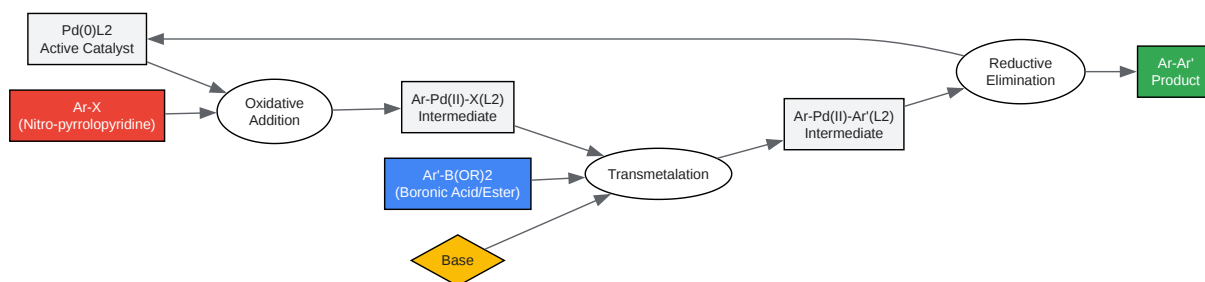 Pd(0)L2
Active Catalyst
Ar-X
(Nitro-pyrrolopyridine)
Oxidative
Addition
Ar-Pd(II)-X(L2)
Intermediate
Ar'-B(OR)2
(Boronic Acid/Ester)
Base
Transmetalation
Ar-Pd(II)-Ar'(L2)
Intermediate
Reductive
Elimination
Ar-Ar'
Product